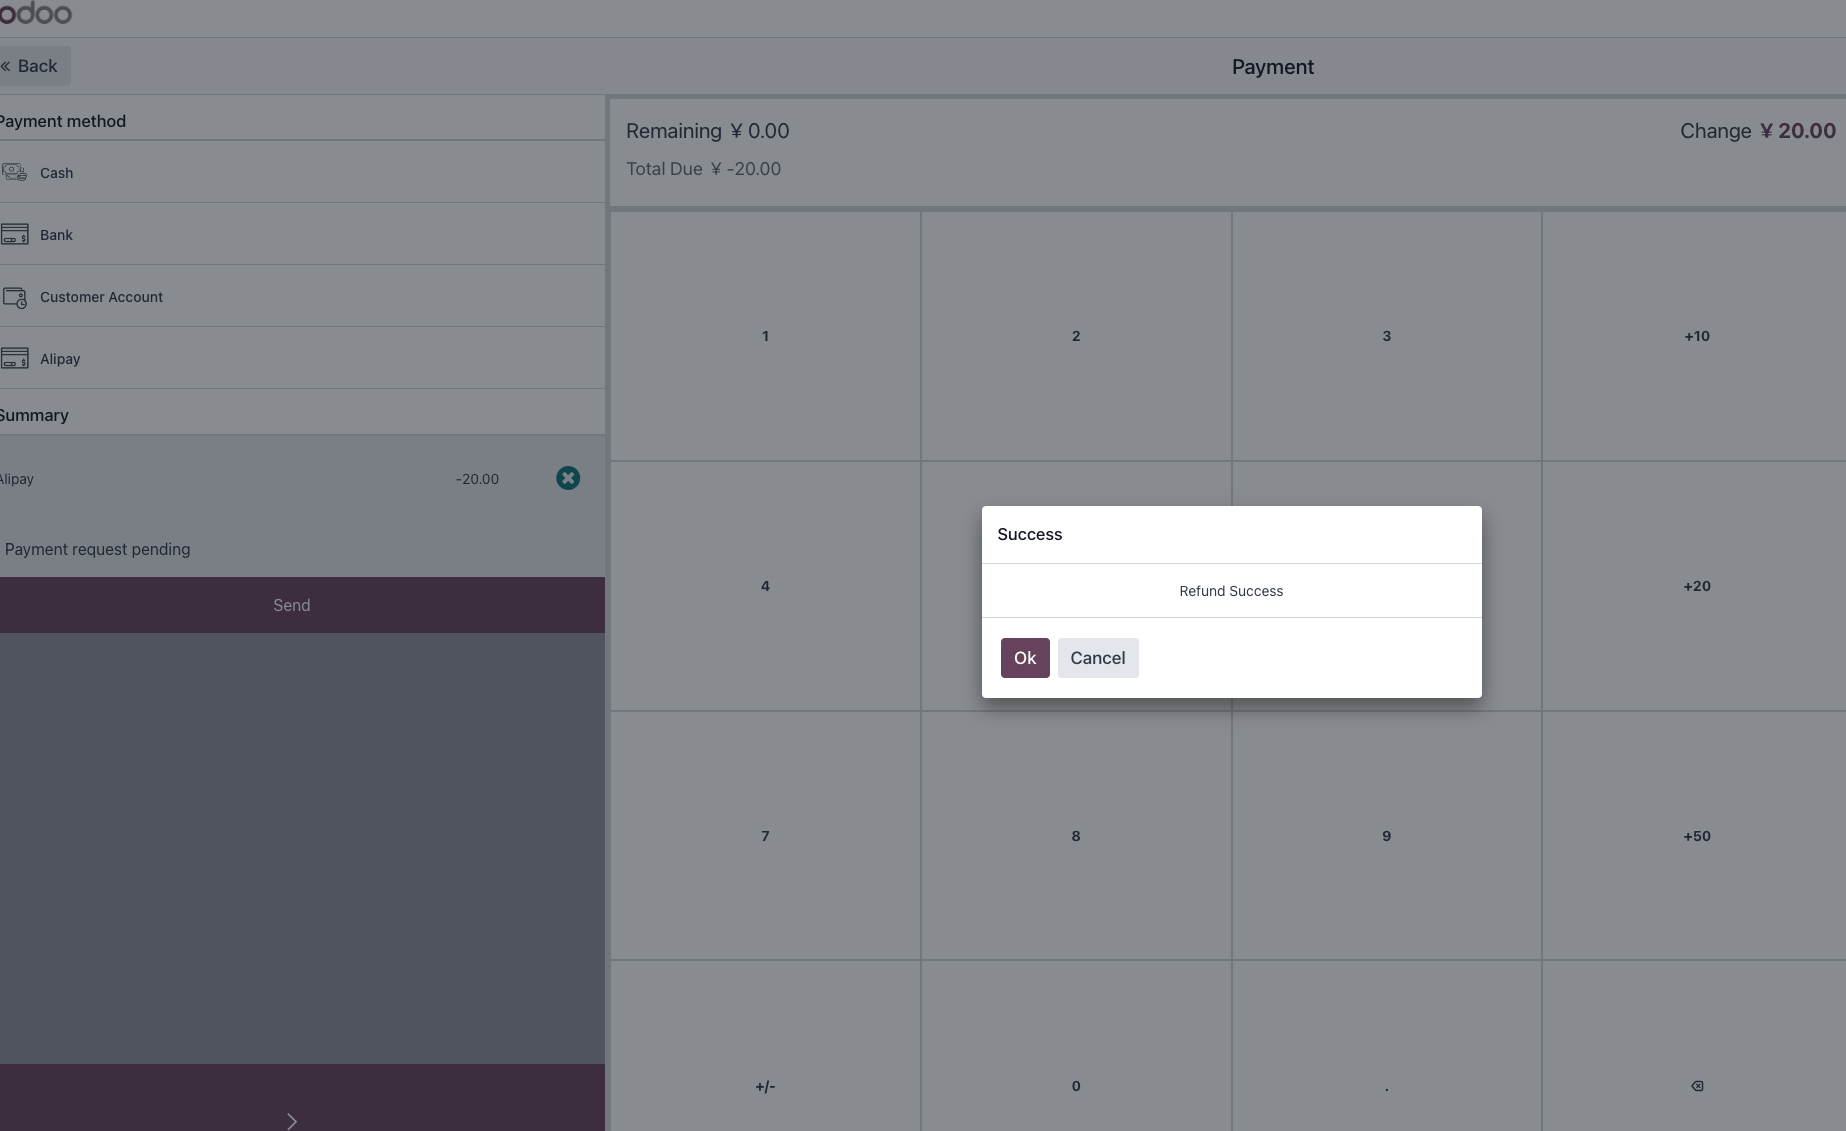 odoo
« Back
Payment
Payment method
Cash
Bank
Customer Account
Alipay
Summary
Alipay -20.00
Payment request pending
Send
Remaining ¥ 0.00
Change ¥ 20.00
Total Due ¥ -20.00
1 2 3 +10
4 +20
7 8 9 +50
+/- 0 .
Success
Refund Success
Ok Cancel